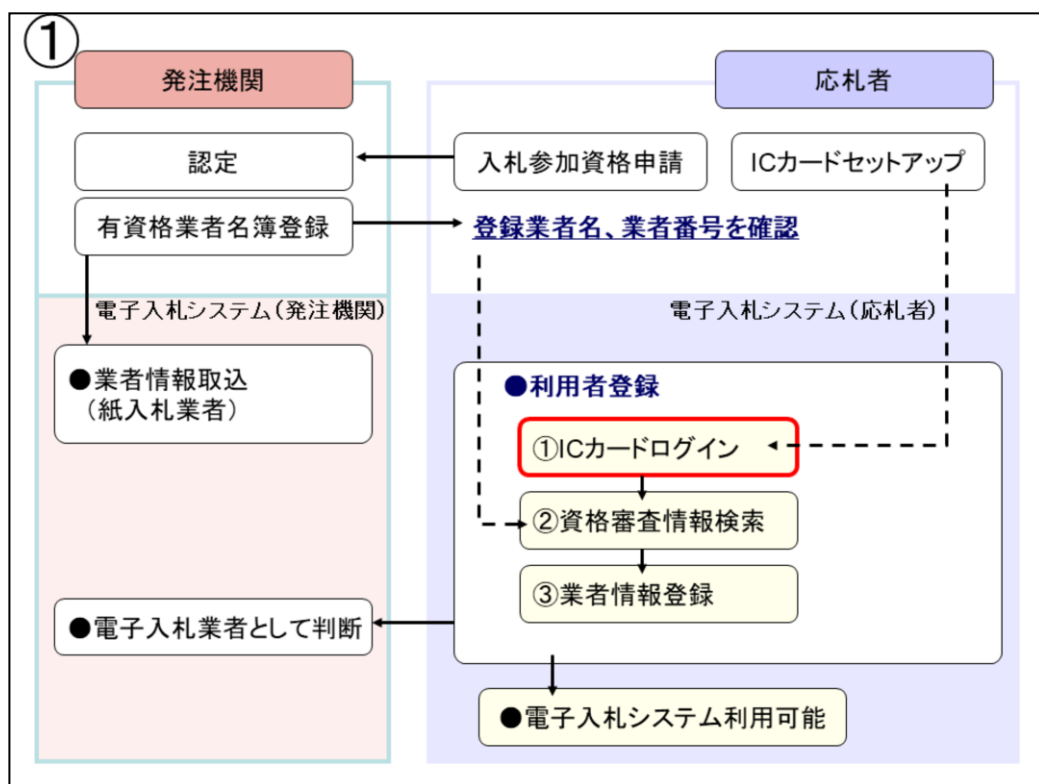 ①
発注機関
応札者
認定
入札参加資格申請
ICカードセットアップ
有資格業者名簿登録
登録業者名、業者番号を確認
電子入札システム(発注機関)
電子入札システム(応札者)
●業者情報取込
(紙入札業者)
●利用者登録
①ICカードログイン
②資格審査情報検索
③業者情報登録
●電子入札業者として判断
●電子入札システム利用可能